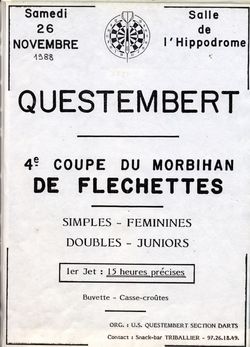 Samedi
26
NOVEMBRE
1988
Salle
de
l'Hippodrome
QUESTEMBERT
4e COUPE DU MORBIHAN
DE FLECHETTES
SIMPLES - FEMININES
DOUBLES - JUNIORS
1er Jet : 15 heures précises
Buvette - Casse-croûtes
ORG. : U.S. QUESTEMBERT SECTION DARTS
Contact : Snack-bar TRIBALLIER - 97.26.18.49.